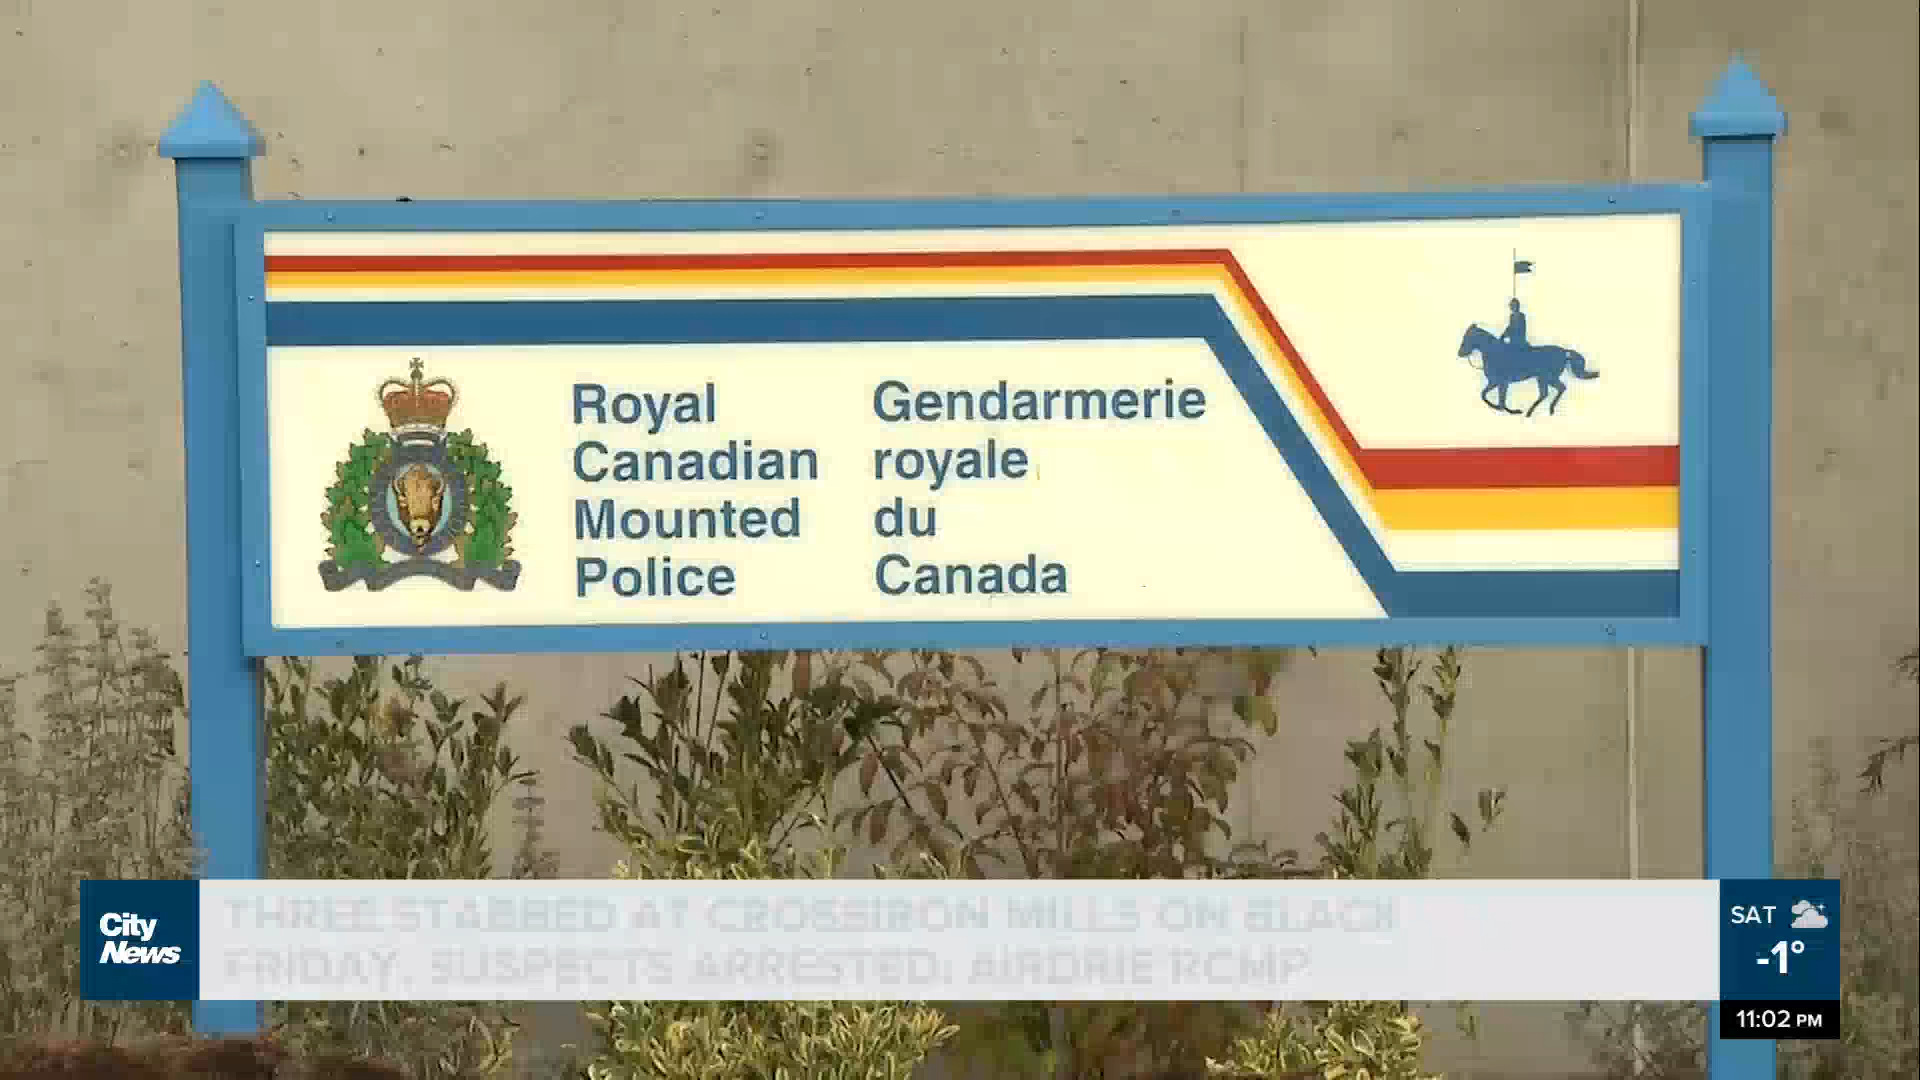 Royal
Canadian
Mounted
Police
Gendarmerie
royale
du
Canada
City
News
THREE STABBED AT CROSSIRON MILLS ON BLACK
FRIDAY, SUSPECTS ARRESTED: AIRDRIE RCMP
SAT
-1°
11:02 PM